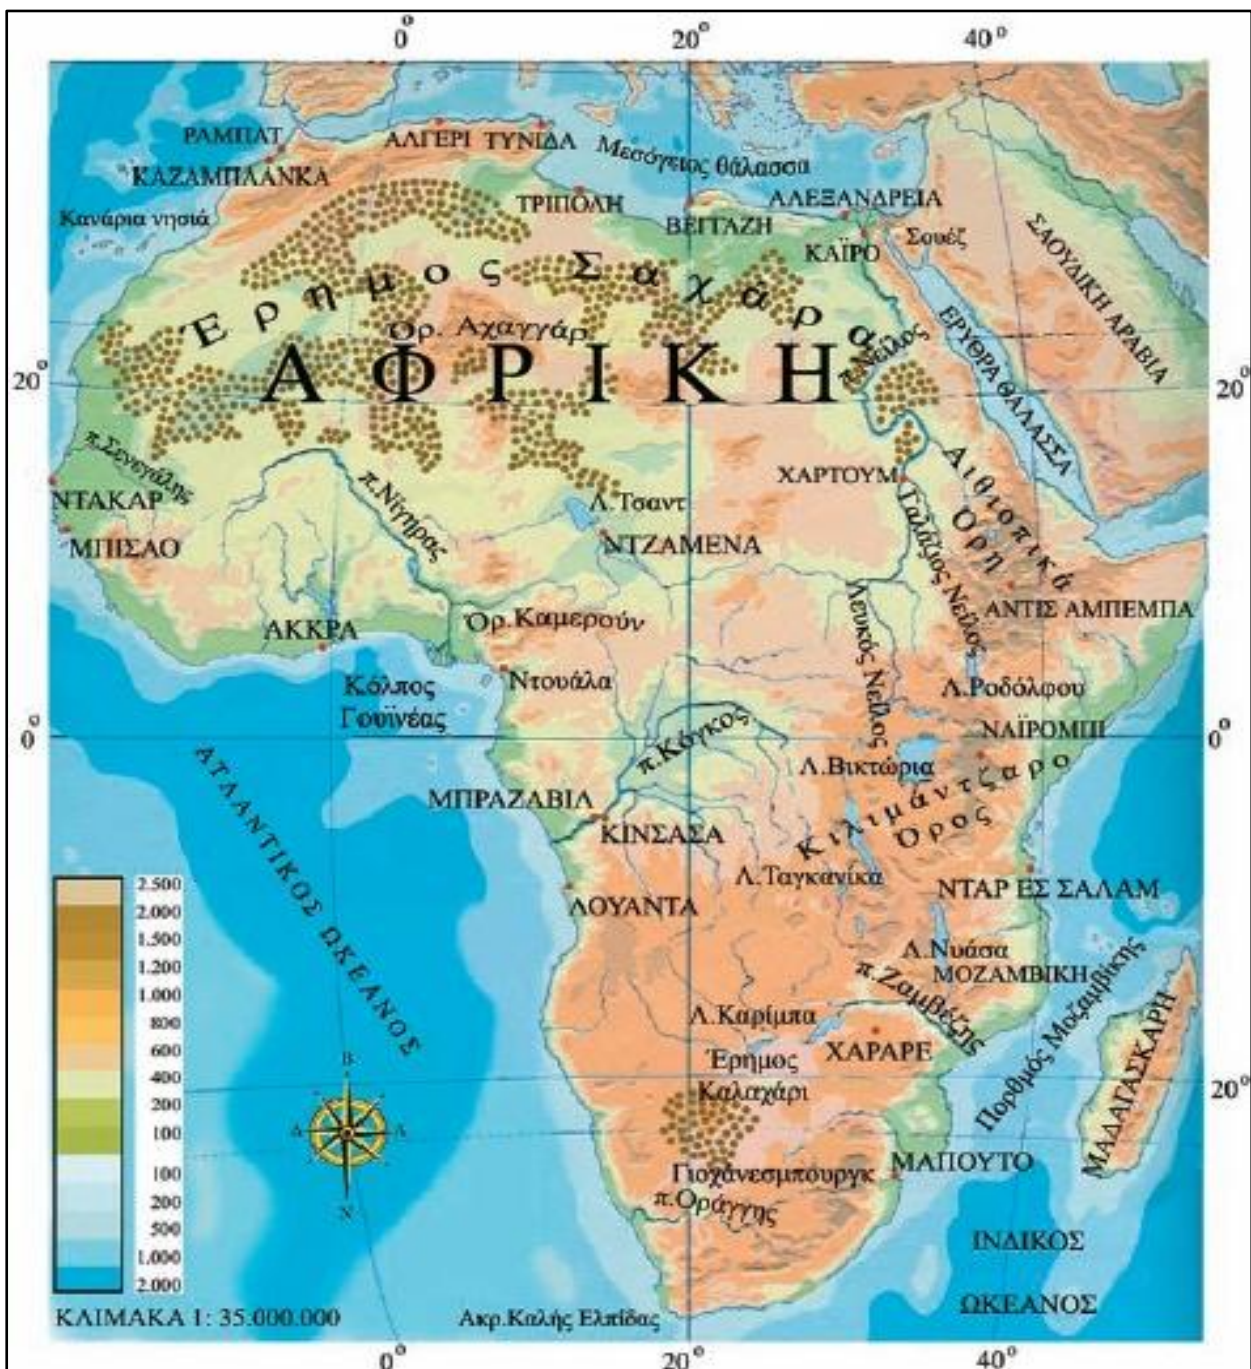 0°
20°
40°
ΡΑΜΠΑΤ
ΑΛΓΕΡΙ
ΤΥΝΙΔΑ
Μεσόγειος θάλασσα
ΚΑΖΑΜΠΛΑΝΚΑ
Κανάρια νησιά
ΤΡΙΠΟΛΗ
ΒΕΓΓΑΖΗ
ΑΛΕΞΑΝΔΡΕΙΑ
ΚΑΪΡΟ
Σουέζ
ΣΑΟΥΔΙΚΗ ΑΡΑΒΙΑ
Έρημος Σαχάρα
Όρ. Αχαγγάρ
ΑΦΡΙΚΗ
π.Νείλος
ΕΡΥΘΡΑ ΘΑΛΑΣΣΑ
20°
20°
π.Σενεγάλης
ΝΤΑΚΑΡ
ΜΠΙΣΑΟ
π.Νίγηρας
Λ.Τσαντ
ΝΤΖΑΜΕΝΑ
ΧΑΡΤΟΥΜ
Γαλάζιος Νείλος
Αιθιοπικά
Όρη
ΑΝΤΙΣ ΑΜΠΕΜΠΑ
Λευκός Νείλος
ΑΚΚΡΑ
Όρ.Καμερούν
Ντουάλα
Κόλπος
Γουϊνέας
Λ.Ροδόλφου
ΝΑΪΡΟΜΠΙ
0°
0°
π.Κόγκος
Λ.Βικτώρια
Κιλιμάντζαρο
Όρος
ΑΤΛΑΝΤΙΚΟΣ ΩΚΕΑΝΟΣ
ΜΠΡΑΖΑΒΙΛ
ΚΙΝΣΑΣΑ
Λ.Ταγκανίκα
ΝΤΑΡ ΕΣ ΣΑΛΑΜ
ΛΟΥΑΝΤΑ
Λ.Νυάσα
ΜΟΖΑΜΒΙΚΗ
π.Ζαμβέζης
Λ.Καρίμπα
ΧΑΡΑΡΕ
Πορθμός Μοζαμβίκης
ΜΑΔΑΓΑΣΚΑΡΗ
Έρημος
Καλαχάρι
20°
Γιοχάνεσμπουργκ
ΜΑΠΟΥΤΟ
π.Οράγγης
ΙΝΔΙΚΟΣ
ΩΚΕΑΝΟΣ
2.500
2.000
1.500
1.200
1.000
800
600
400
200
100
100
200
500
1.000
2.000
Β
Δ
Α
Ν
ΚΛΙΜΑΚΑ 1: 35.000.000
Ακρ.Καλής Ελπίδας
0°
20°
40°